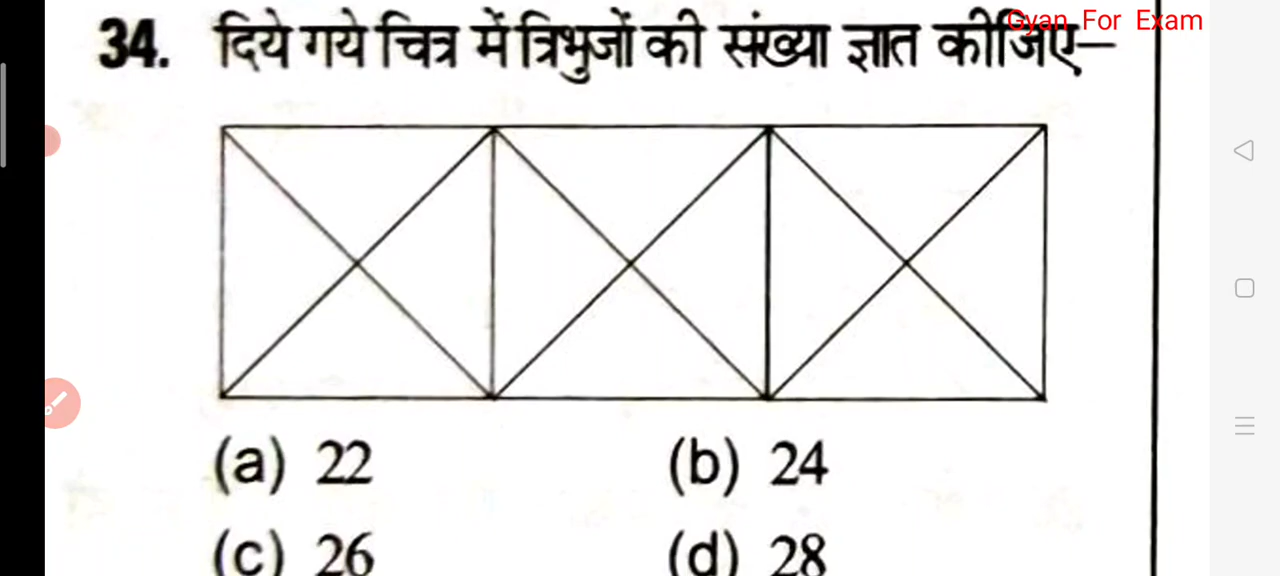 Gyan For Exam
34. दिये गये चित्र में त्रिभुजों की संख्या ज्ञात कीजिए–
(a) 22 (b) 24
(c) 26 (d) 28